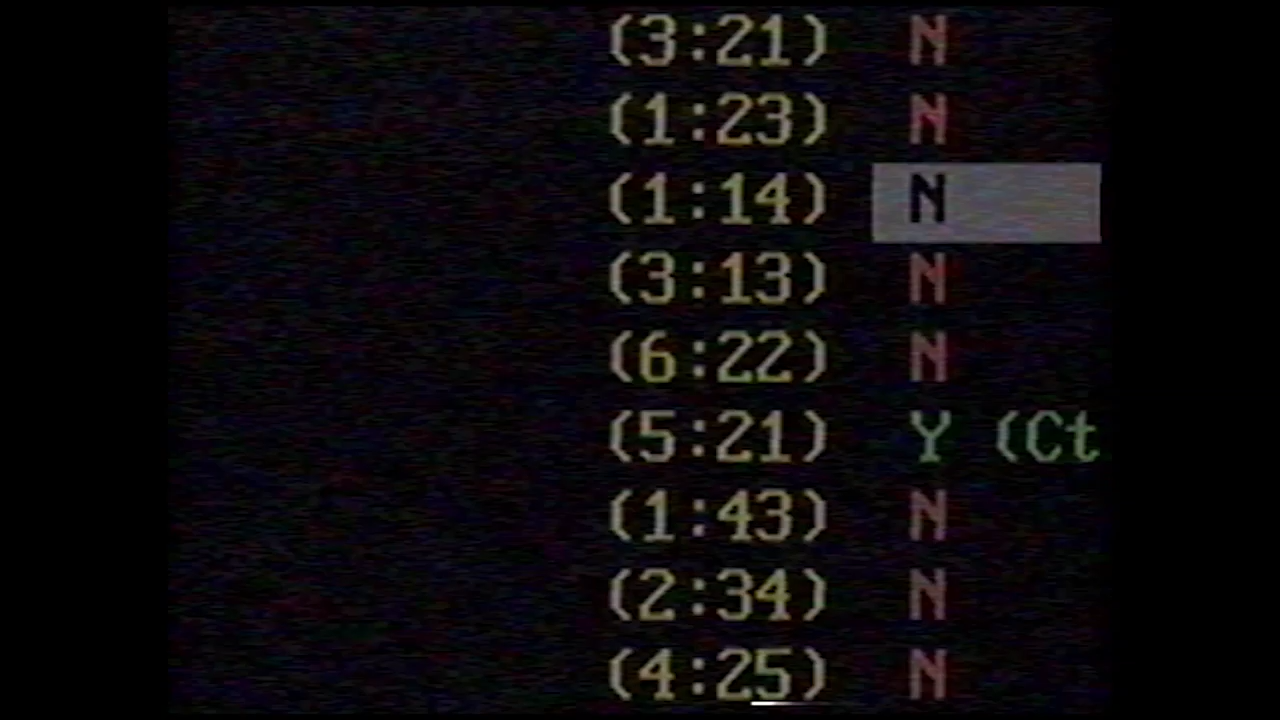 (3:21) N
(1:23) N
(1:14) N
(3:13) N
(6:22) N
(5:21) Y (Ct
(1:43) N
(2:34) N
(4:25) N